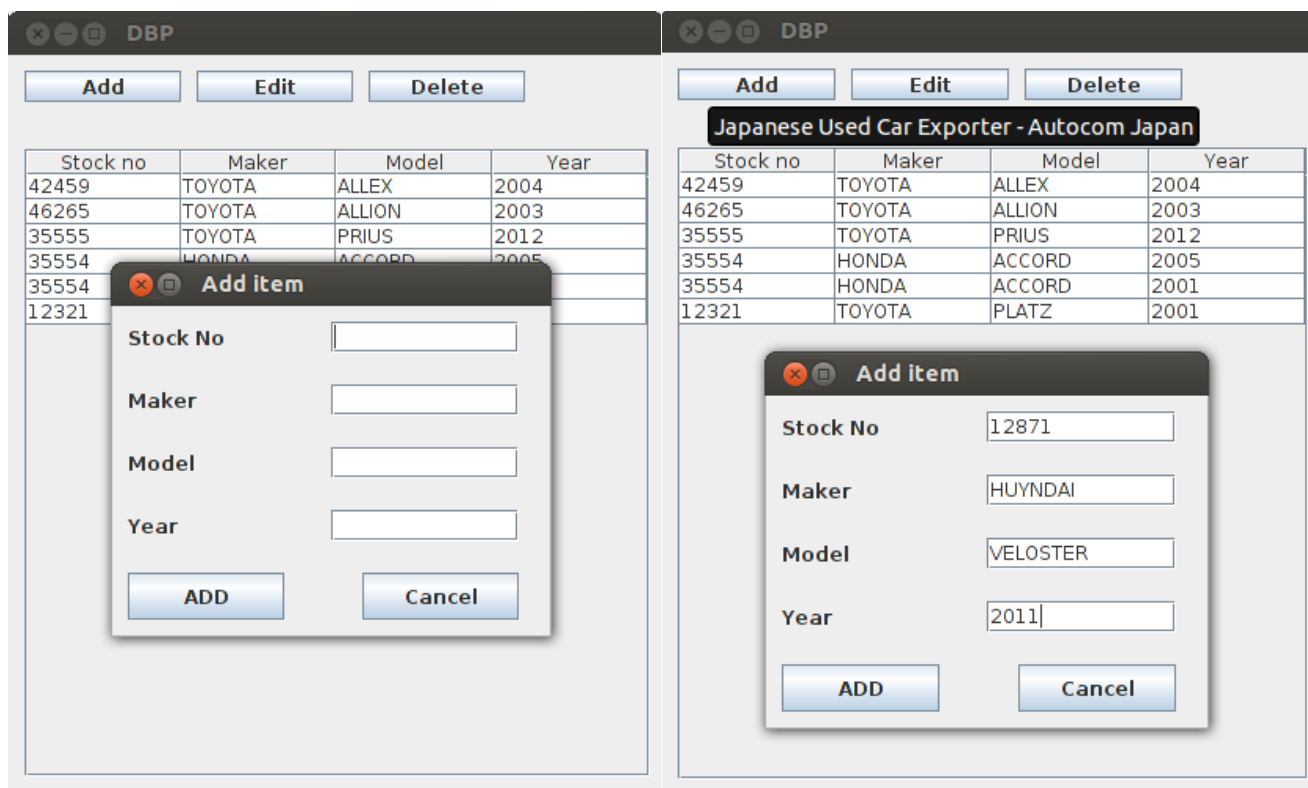 DBP
Add Edit Delete
Stock no Maker Model Year
42459 TOYOTA ALLEX 2004
46265 TOYOTA ALLION 2003
35555 TOYOTA PRIUS 2012
35554 HONDA ACCORD 2005
35554
12321
Add item
Stock No
Maker
Model
Year
ADD Cancel
DBP
Add Edit Delete
Japanese Used Car Exporter - Autocom Japan
Stock no Maker Model Year
42459 TOYOTA ALLEX 2004
46265 TOYOTA ALLION 2003
35555 TOYOTA PRIUS 2012
35554 HONDA ACCORD 2005
35554 HONDA ACCORD 2001
12321 TOYOTA PLATZ 2001
Add item
Stock No 12871
Maker HUYNDAI
Model VELOSTER
Year 2011
ADD Cancel